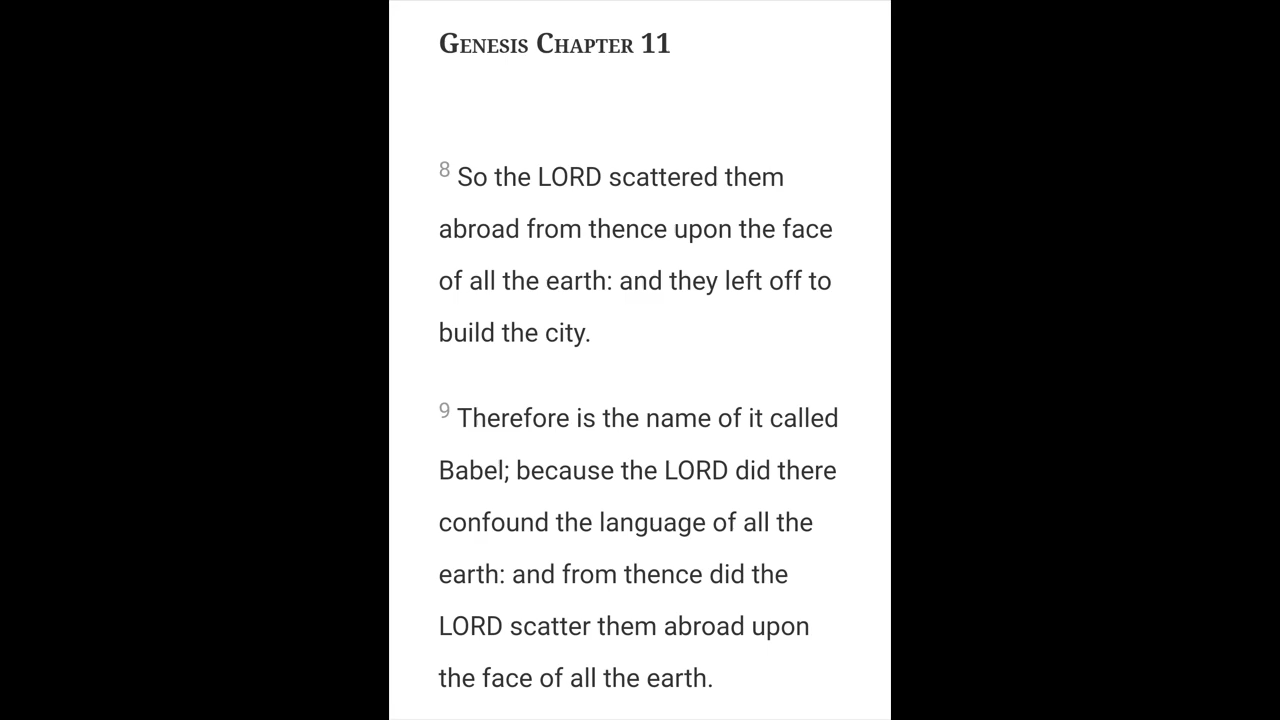 Genesis Chapter 11
8 So the LORD scattered them
abroad from thence upon the face
of all the earth: and they left off to
build the city.
9 Therefore is the name of it called
Babel; because the LORD did there
confound the language of all the
earth: and from thence did the
LORD scatter them abroad upon
the face of all the earth.